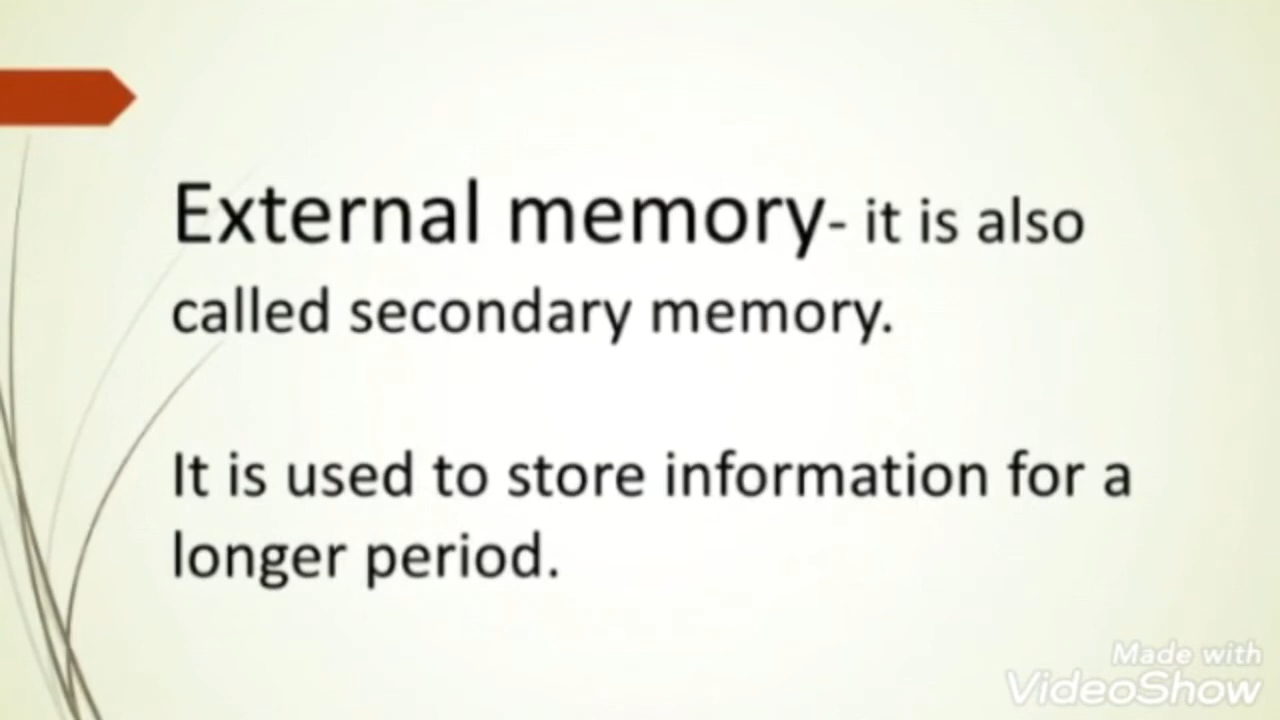 External memory- it is also
called secondary memory.
It is used to store information for a
longer period.
Made with
VideoShow